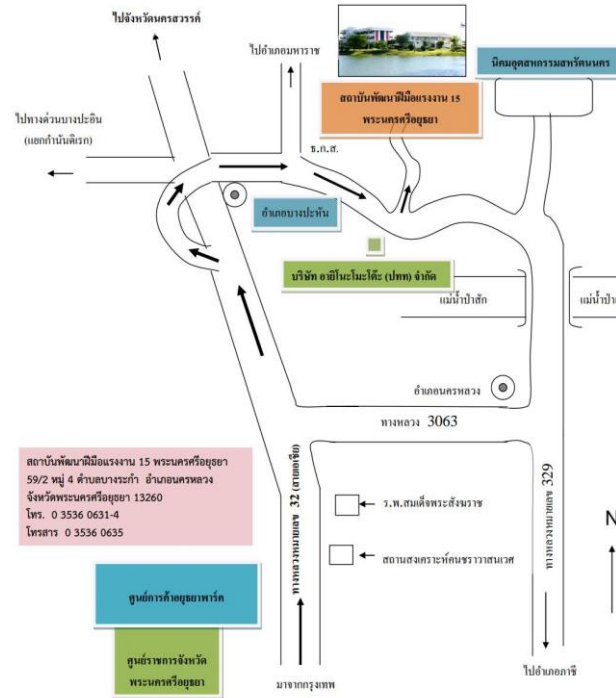 ไปจังหวัดนครสวรรค์
ไปอำเภอมหาราช
นิคมอุตสาหกรรมสหรัตนนคร
สถาบันพัฒนาฝีมือแรงงาน 15
พระนครศรีอยุธยา
ไปทางด่วนบางปะอิน
(แยกกำนันดิเรก)
ธ.ก.ส.
อำเภอบางปะหัน
บริษัท อายิโนะโมะโต๊ะ (ปทท) จำกัด
แม่น้ำป่าสัก
แม่น้ำป่า
อำเภอนครหลวง
ทางหลวง 3063
สถาบันพัฒนาฝีมือแรงงาน 15 พระนครศรีอยุธยา
59/2 หมู่ 4 ตำบลบางระกำ อำเภอนครหลวง
จังหวัดพระนครศรีอยุธยา 13260
โทร. 0 3536 0631-4
โทรสาร 0 3536 0635
ทางหลวงหมายเลข 32 (สายเอเซีย)
ทางหลวงหมายเลข 329
ร.พ.สมเด็จพระสังฆราช
N
สถานสงเคราะห์คนชราวาสนเวศ
ศูนย์การค้าอยุธยาพาร์ค
ศูนย์ราชการจังหวัด
พระนครศรีอยุธยา
มาจากกรุงเทพ
ไปอำเภอภาชี